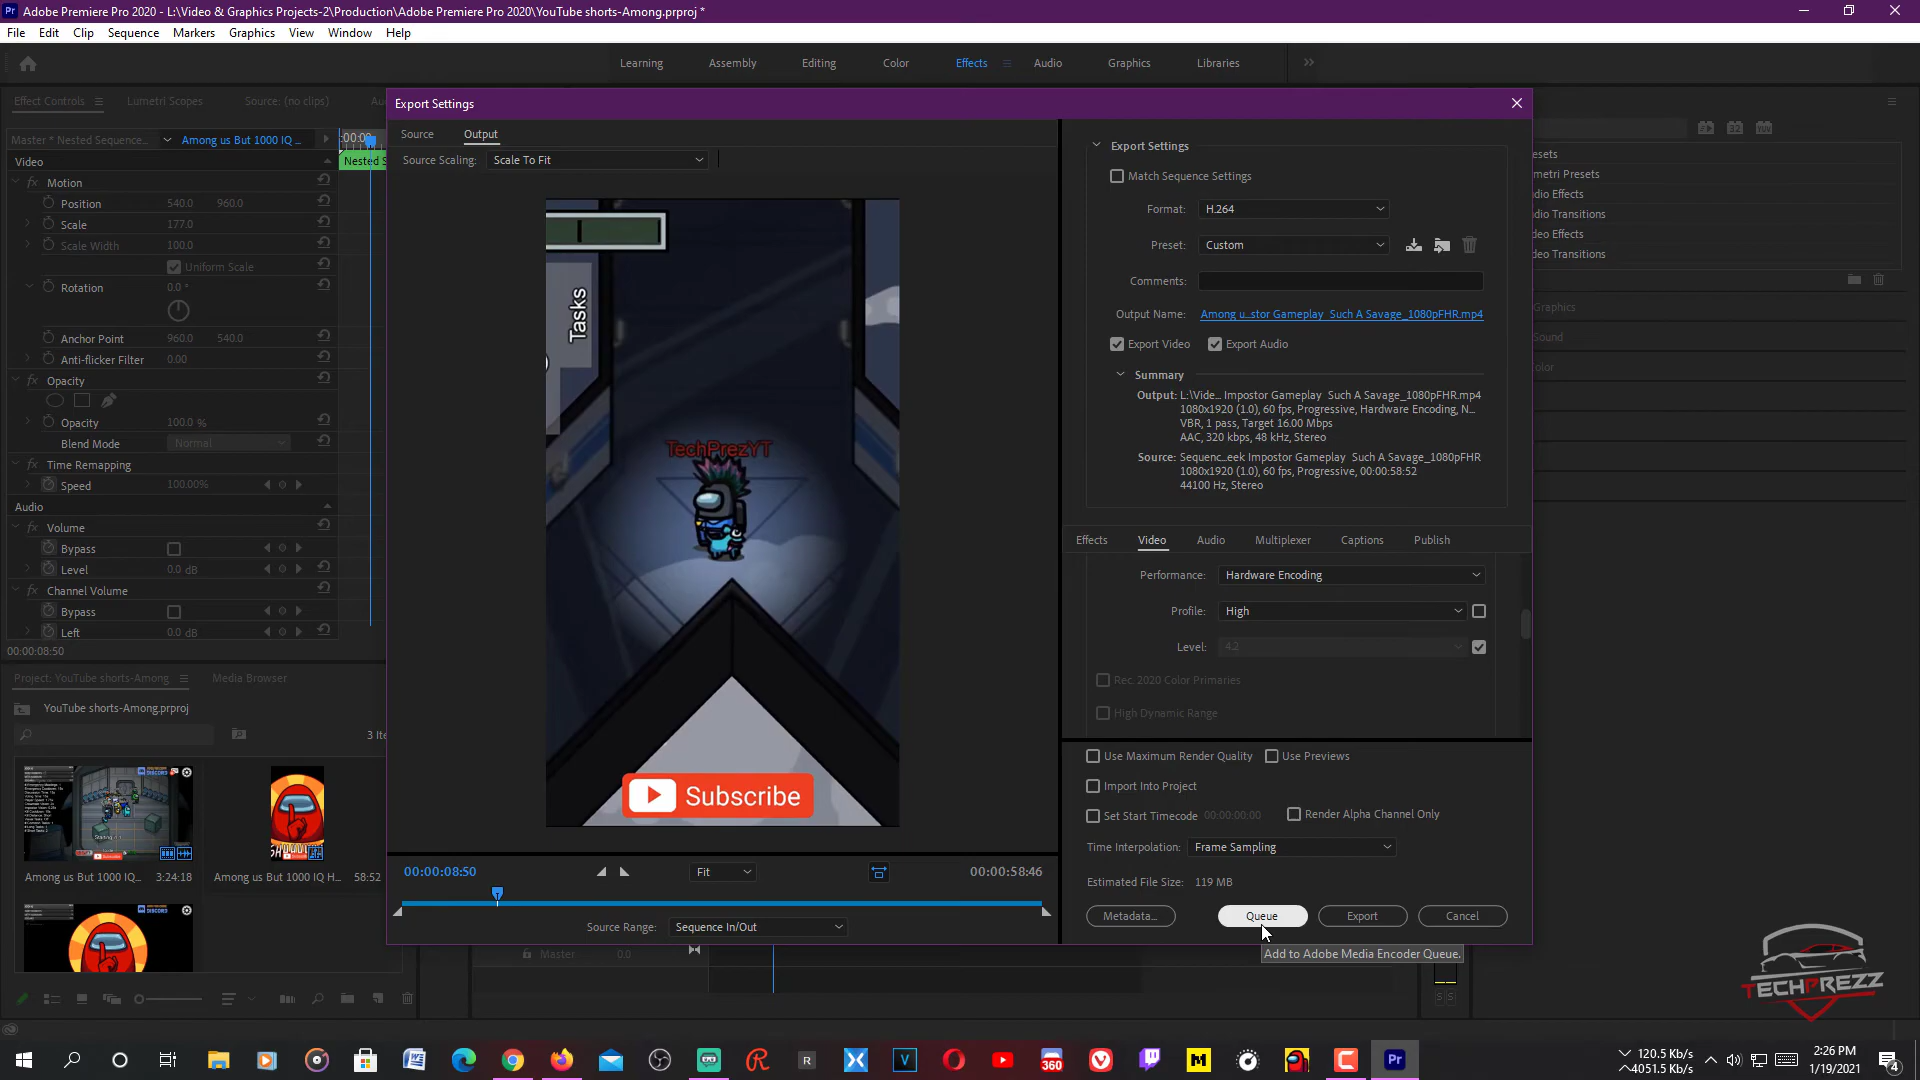 Adobe Premiere Pro 2020 - L:\Video & Graphics Projects-2\Production\Adobe Premiere Pro 2020\YouTube shorts-Among.prproj *
File Edit Clip Sequence Markers Graphics View Window Help
Learning Assembly Editing Color Effects Audio Graphics Libraries
Effect Controls Lumetri Scopes Source: (no clips)
Master * Nested Sequence... Among us But 1000 IQ ...
Video
Nested S
Motion
Position 540.0 960.0
Scale 177.0
Scale Width 100.0
Uniform Scale
Rotation 0.0 °
Anchor Point 960.0 540.0
Anti-flicker Filter 0.00
Opacity
Opacity 100.0 %
Blend Mode Normal
Time Remapping
Speed 100.00%
Audio
Volume
Bypass
Level 0.0 dB
Channel Volume
Bypass
Left 0.0 dB
00:00:08:50
Project: YouTube shorts-Among Media Browser
YouTube shorts-Among.prproj
3 Ite
Among us But 1000 IQ... 3:24:18
Among us But 1000 IQ H... 58:52
Export Settings
Source Output
Source Scaling: Scale To Fit
Tasks
TechPrezYT
Subscribe
00:00:08:50 Fit 00:00:58:46
Source Range: Sequence In/Out
Export Settings
Match Sequence Settings
Format: H.264
Preset: Custom
Comments:
Output Name: Among u...stor Gameplay Such A Savage_1080pFHR.mp4
Export Video Export Audio
Summary
Output: L:\Vide... Impostor Gameplay Such A Savage_1080pFHR.mp4
1080x1920 (1.0), 60 fps, Progressive, Hardware Encoding, N...
VBR, 1 pass, Target 16.00 Mbps
AAC, 320 kbps, 48 kHz, Stereo
Source: Sequenc...eek Impostor Gameplay Such A Savage_1080pFHR
1080x1920 (1.0), 60 fps, Progressive, 00:00:58:52
44100 Hz, Stereo
Effects Video Audio Multiplexer Captions Publish
Performance: Hardware Encoding
Profile: High
Level: 4.2
Rec. 2020 Color Primaries
High Dynamic Range
Use Maximum Render Quality Use Previews
Import Into Project
Set Start Timecode 00:00:00:00 Render Alpha Channel Only
Time Interpolation: Frame Sampling
Estimated File Size: 119 MB
Metadata... Queue Export Cancel
Add to Adobe Media Encoder Queue.
Master 0.0
S S
esets
metri Presets
dio Effects
dio Transitions
deo Effects
deo Transitions
Graphics
Sound
olor
TECHPREZZ
120.5 Kb/s
4051.5 Kb/s
2:26 PM
1/19/2021